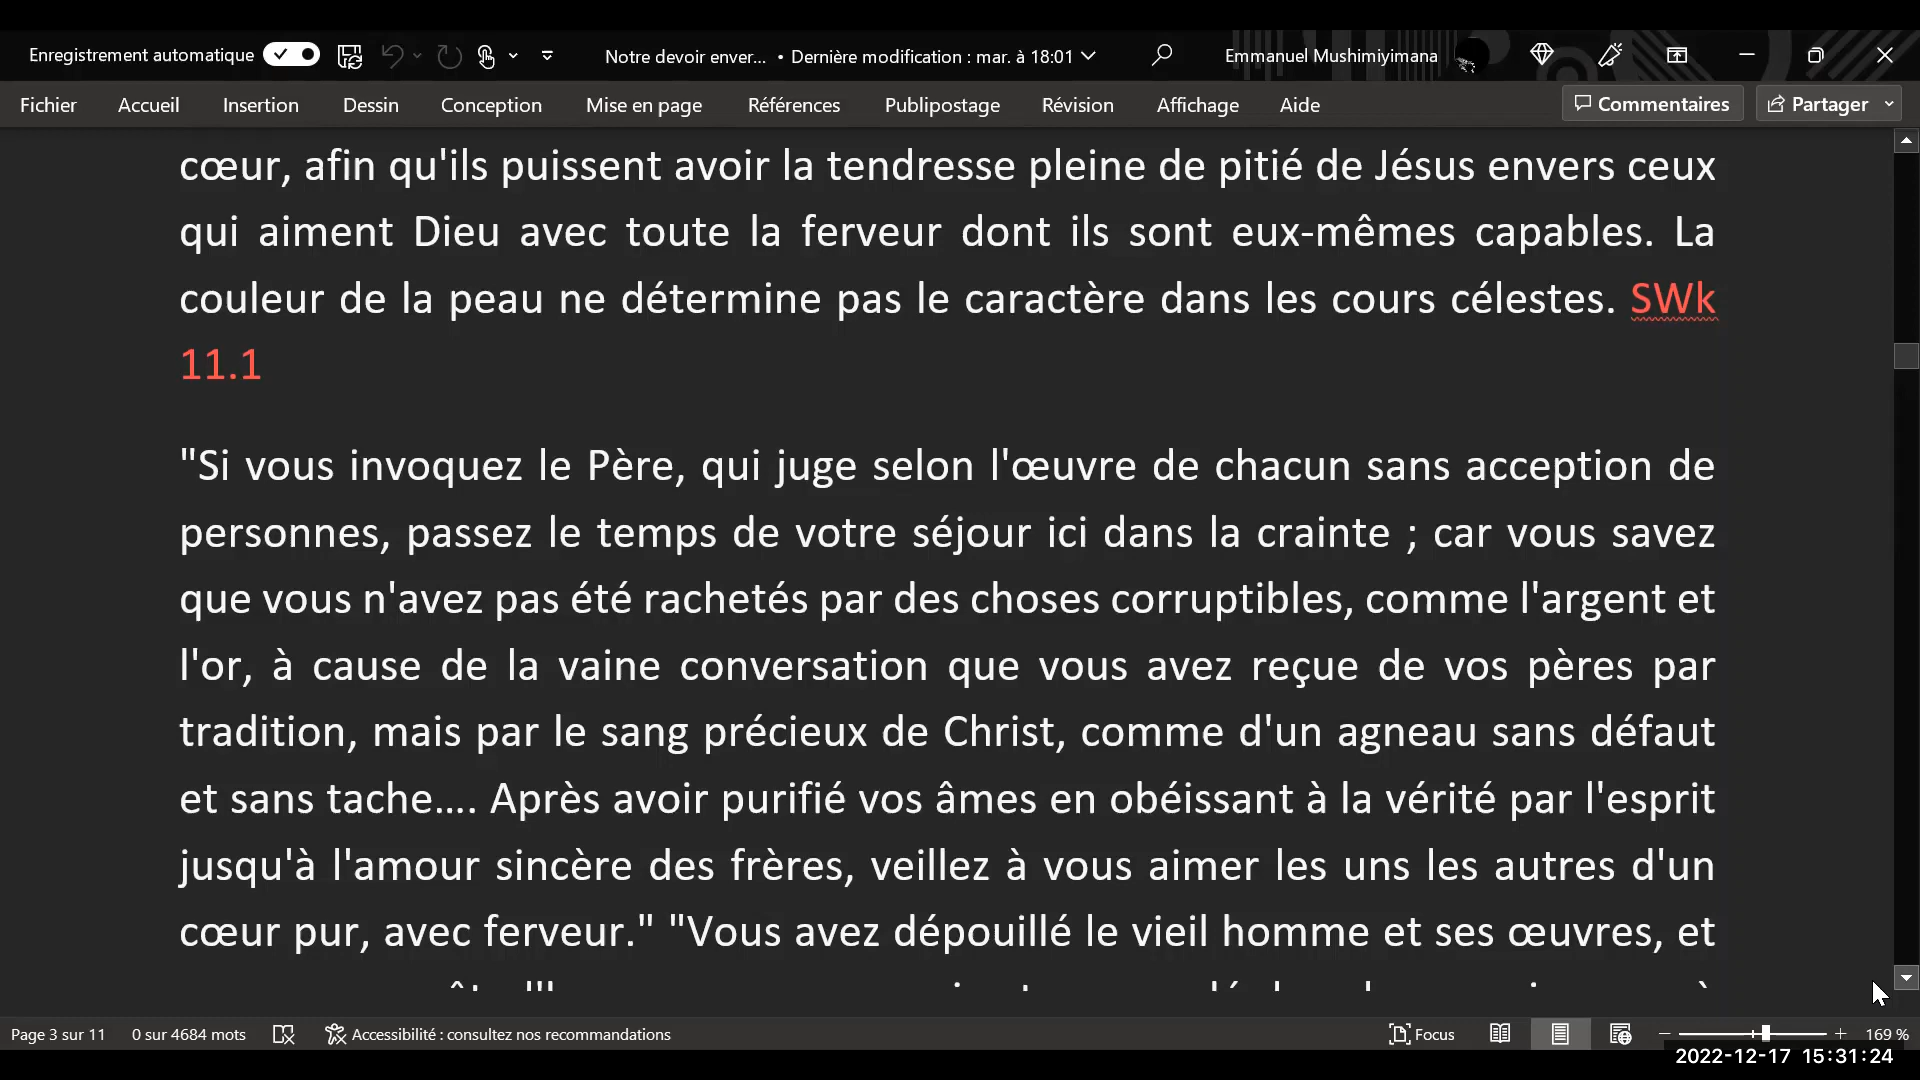 Enregistrement automatique
Notre devoir enver... • Dernière modification : mar. à 18:01
Emmanuel Mushimiyimana
Fichier Accueil Insertion Dessin Conception Mise en page Références Publipostage Révision Affichage Aide Commentaires Partager
cœur, afin qu'ils puissent avoir la tendresse pleine de pitié de Jésus envers ceux
qui aiment Dieu avec toute la ferveur dont ils sont eux-mêmes capables. La
couleur de la peau ne détermine pas le caractère dans les cours célestes. SWk
11.1
"Si vous invoquez le Père, qui juge selon l'œuvre de chacun sans acception de
personnes, passez le temps de votre séjour ici dans la crainte ; car vous savez
que vous n'avez pas été rachetés par des choses corruptibles, comme l'argent et
l'or, à cause de la vaine conversation que vous avez reçue de vos pères par
tradition, mais par le sang précieux de Christ, comme d'un agneau sans défaut
et sans tache.... Après avoir purifié vos âmes en obéissant à la vérité par l'esprit
jusqu'à l'amour sincère des frères, veillez à vous aimer les uns les autres d'un
cœur pur, avec ferveur." "Vous avez dépouillé le vieil homme et ses œuvres, et
Page 3 sur 11 0 sur 4684 mots Accessibilité : consultez nos recommandations Focus 169 %
2022-12-17 15:31:24